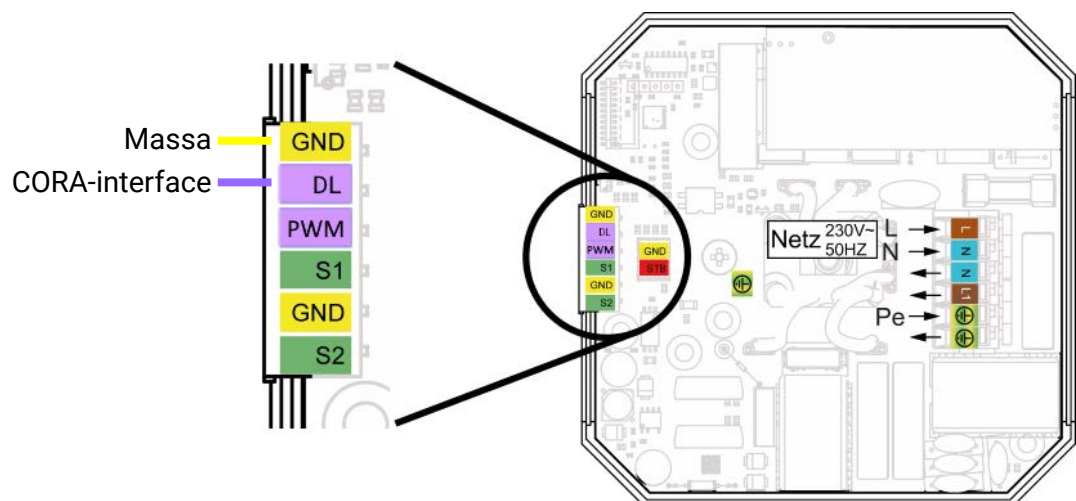 Massa
CORA-interface
GND
DL
PWM
S1
GND
S2
GND
DL
PWM
S1
GND
S2
GND
STB
Netz 230V~ 50HZ
L
N
Pe
L
N
N
L1